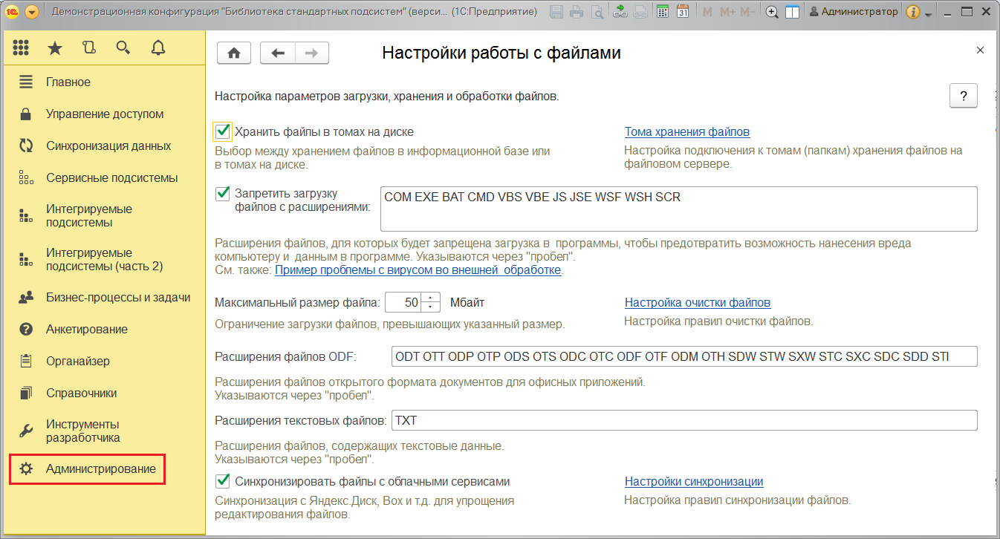 Демонстрационная конфигурация "Библиотека стандартных подсистем" (верси... (1С:Предприятие)
31
M M+ M-
Администратор
Настройки работы с файлами
Главное
Управление доступом
Синхронизация данных
Сервисные подсистемы
Интегрируемые
подсистемы
Интегрируемые
подсистемы (часть 2)
Бизнес-процессы и задачи
Анкетирование
Органайзер
Справочники
Инструменты
разработчика
Администрирование
Настройка параметров загрузки, хранения и обработки файлов.
?
Хранить файлы в томах на диске
Тома хранения файлов
Выбор между хранением файлов в информационной базе или
в томах на диске.
Настройка подключения к томам (папкам) хранения файлов на
файловом сервере.
Запретить загрузку
файлов с расширениями:
COM EXE BAT CMD VBS VBE JS JSE WSF WSH SCR
Расширения файлов, для которых будет запрещена загрузка в программы, чтобы предотвратить возможность нанесения вреда
компьютеру и данным в программе. Указываются через "пробел".
См. также: Пример проблемы с вирусом во внешней обработке.
Максимальный размер файла: 50 Мбайт
Настройка очистки файлов
Ограничение загрузки файлов, превышающих указанный размер.
Настройка правил очистки файлов.
Расширения файлов ODF: ODT OTT ODP OTP ODS OTS ODC OTC ODF OTF ODM OTH SDW STW SXW STC SXC SDC SDD STI
Расширения файлов открытого формата документов для офисных приложений.
Указываются через "пробел".
Расширения текстовых файлов: TXT
Расширения файлов, содержащих текстовые данные.
Указываются через "пробел".
Синхронизировать файлы с облачными сервисами
Настройки синхронизации
Синхронизация с Яндекс.Диск, Box и т.д. для упрощения
редактирования файлов.
Настройка правил синхронизации файлов.